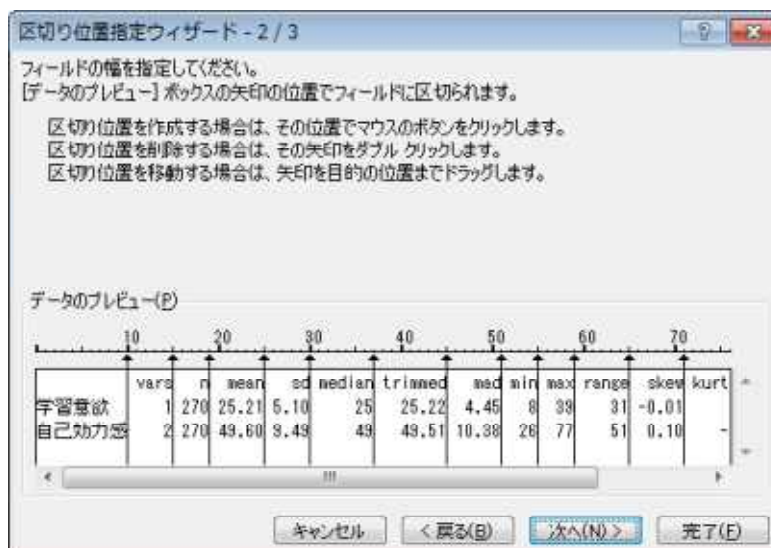 区切り位置指定ウィザード - 2 / 3
フィールドの幅を指定してください。
[データのプレビュー] ボックスの矢印の位置でフィールドに区切られます。
区切り位置を作成する場合は、その位置でマウスのボタンをクリックします。
区切り位置を削除する場合は、その矢印をダブル クリックします。
区切り位置を移動する場合は、矢印を目的の位置までドラッグします。
データのプレビュー(P)
10 20 30 40 50 60 70
vars n mean sd median trimmed mad min max range skew kurt
学習意欲 1 270 25.21 5.10 25 25.22 4.45 8 39 31 -0.01
自己効力感 2 270 49.60 9.49 49 49.51 10.38 26 77 51 0.10 -
キャンセル < 戻る(B) 次へ(N) > 完了(F)